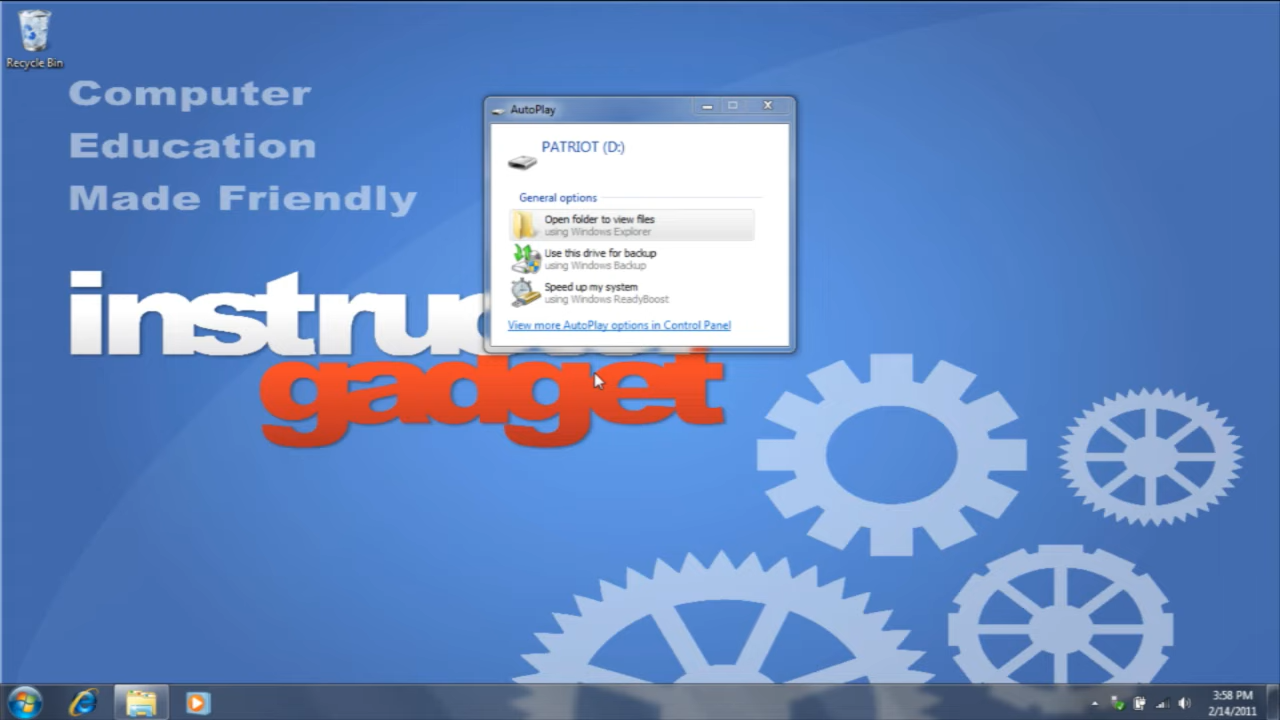 Recycle Bin
Computer
Education
Made Friendly
AutoPlay
PATRIOT (D:)
General options
Open folder to view files
using Windows Explorer
Use this drive for backup
using Windows Backup
Speed up my system
using Windows ReadyBoost
View more AutoPlay options in Control Panel
gadget
3:58 PM
2/14/2011